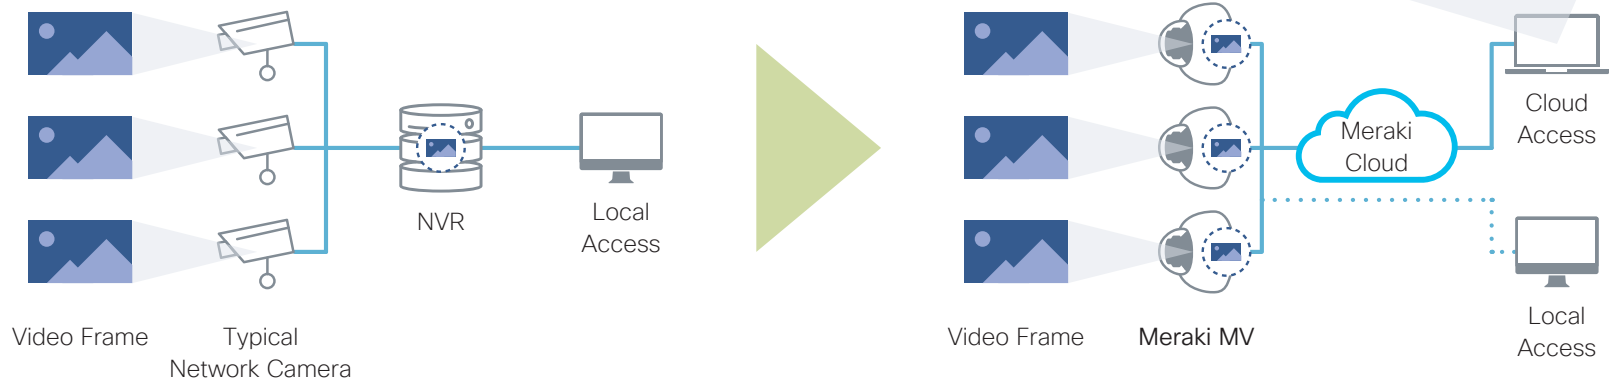 NVR
Local
Access
Video Frame
Typical
Network Camera
Meraki
Cloud
Cloud
Access
Local
Access
Video Frame
Meraki MV